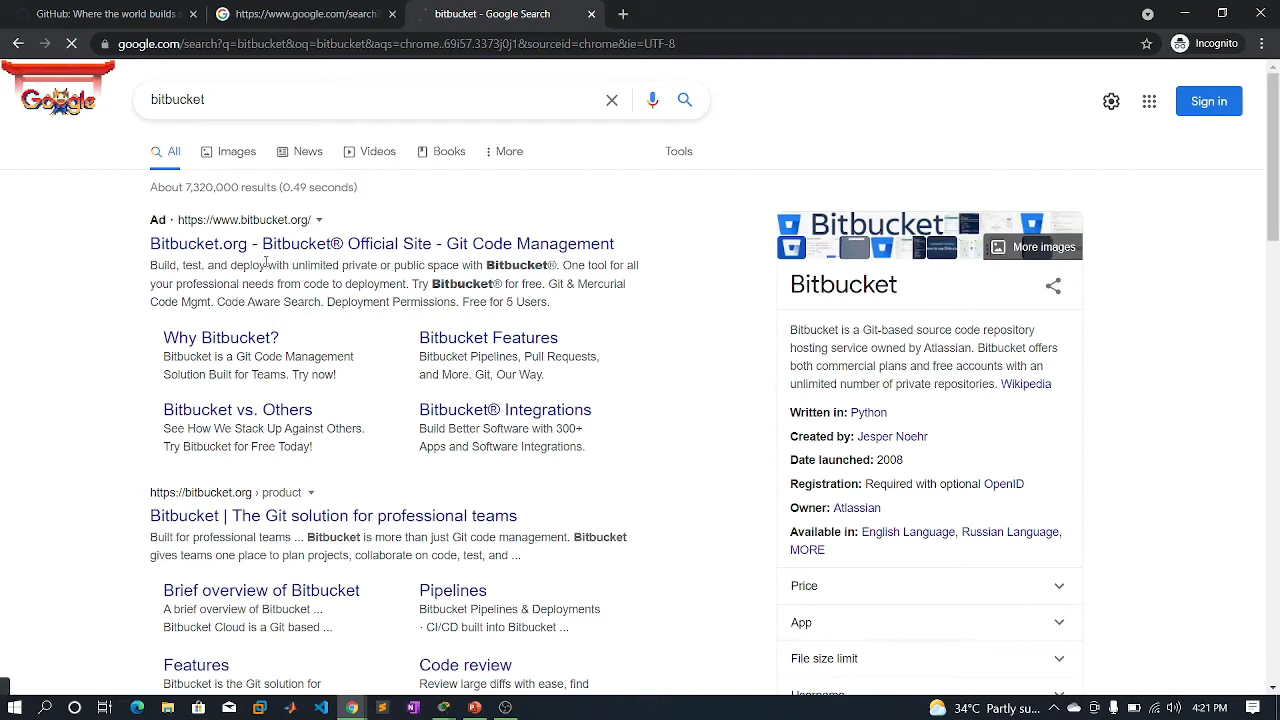 GitHub: Where the world builds s
https://www.google.com/search?
bitbucket - Google Search
google.com/search?q=bitbucket&oq=bitbucket&aqs=chrome..69i57.2373j0j1&sourceid=chrome&ie=UTF-8
Incognito
Google
bitbucket
Sign in
All
Images
News
Videos
Books
More
Tools
About 7,320,000 results (0.49 seconds)
Ad · https://www.bitbucket.org/
Bitbucket.org - Bitbucket® Official Site - Git Code Management
Build, test, and deploy with unlimited private or public space with Bitbucket®. One tool for all
your professional needs from code to deployment. Try Bitbucket® for free. Git & Mercurial
Code Mgmt. Code Aware Search. Deployment Permissions. Free for 5 Users.
Why Bitbucket?
Bitbucket is a Git Code Management
Solution Built for Teams. Try now!
Bitbucket Features
Bitbucket Pipelines, Pull Requests,
and More. Git, Our Way.
Bitbucket vs. Others
See How We Stack Up Against Others.
Try Bitbucket for Free Today!
Bitbucket® Integrations
Build Better Software with 300+
Apps and Software Integrations.
https://bitbucket.org › product
Bitbucket | The Git solution for professional teams
Built for professional teams ... Bitbucket is more than just Git code management. Bitbucket
gives teams one place to plan projects, collaborate on code, test, and ...
Brief overview of Bitbucket
A brief overview of Bitbucket ...
Bitbucket Cloud is a Git based ...
Pipelines
Bitbucket Pipelines & Deployments
· CI/CD built into Bitbucket ...
Features
Bitbucket is the Git solution for
Code review
Review large diffs with ease, find
Bitbucket
More images
Bitbucket
Bitbucket is a Git-based source code repository
hosting service owned by Atlassian. Bitbucket offers
both commercial plans and free accounts with an
unlimited number of private repositories. Wikipedia
Written in: Python
Created by: Jesper Noehr
Date launched: 2008
Registration: Required with optional OpenID
Owner: Atlassian
Available in: English Language, Russian Language,
MORE
Price
App
File size limit
Username
34°C Partly su...
4:21 PM